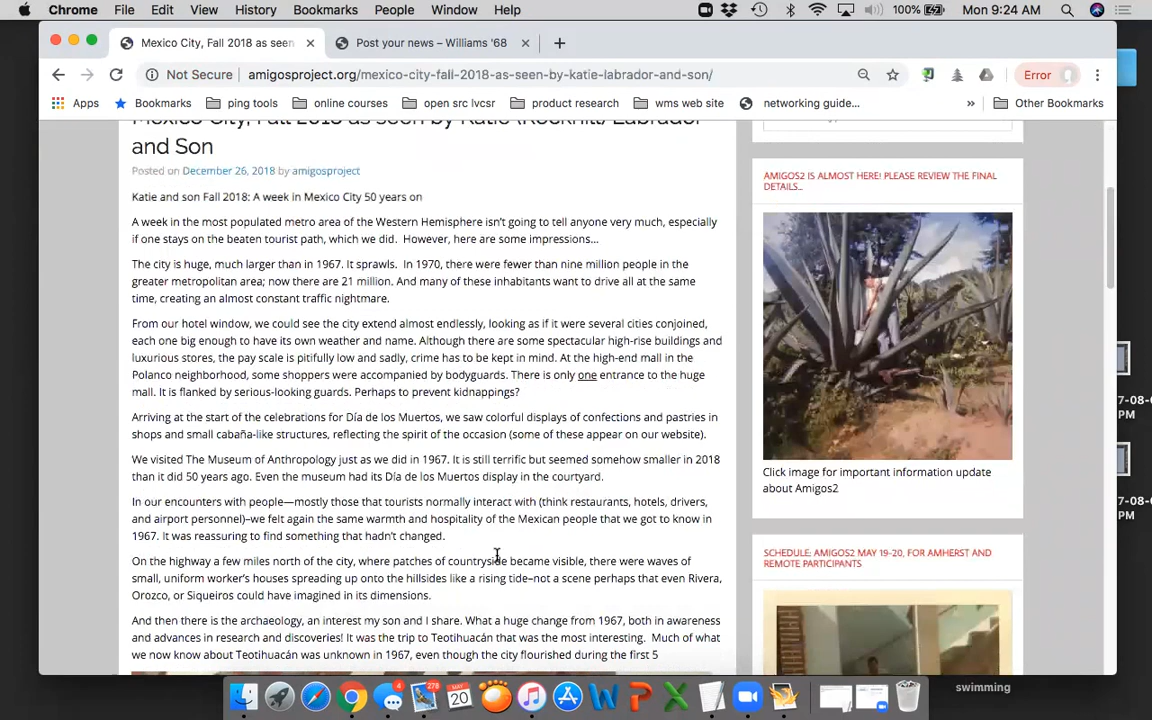 Chrome File Edit View History Bookmarks People Window Help 100% Mon 9:24 AM
Mexico City, Fall 2018 as seen Post your news – Williams '68
Not Secure amigosproject.org/mexico-city-fall-2018-as-seen-by-katie-labrador-and-son/ Error
Apps Bookmarks ping tools online courses open src lvcsr product research wms web site networking guide... » Other Bookmarks
Mexico City, Fall 2018 as seen by Katie (Rockhill) Labrador
and Son
Posted on December 26, 2018 by amigosproject
Katie and son Fall 2018: A week in Mexico City 50 years on
A week in the most populated metro area of the Western Hemisphere isn't going to tell anyone very much, especially
if one stays on the beaten tourist path, which we did. However, here are some impressions...
The city is huge, much larger than in 1967. It sprawls. In 1970, there were fewer than nine million people in the
greater metropolitan area; now there are 21 million. And many of these inhabitants want to drive all at the same
time, creating an almost constant traffic nightmare.
From our hotel window, we could see the city extend almost endlessly, looking as if it were several cities conjoined,
each one big enough to have its own weather and name. Although there are some spectacular high-rise buildings and
luxurious stores, the pay scale is pitifully low and sadly, crime has to be kept in mind. At the high-end mall in the
Polanco neighborhood, some shoppers were accompanied by bodyguards. There is only one entrance to the huge
mall. It is flanked by serious-looking guards. Perhaps to prevent kidnappings?
Arriving at the start of the celebrations for Día de los Muertos, we saw colorful displays of confections and pastries in
shops and small cabaña-like structures, reflecting the spirit of the occasion (some of these appear on our website).
We visited The Museum of Anthropology just as we did in 1967. It is still terrific but seemed somehow smaller in 2018
than it did 50 years ago. Even the museum had its Día de los Muertos display in the courtyard.
In our encounters with people—mostly those that tourists normally interact with (think restaurants, hotels, drivers,
and airport personnel)–we felt again the same warmth and hospitality of the Mexican people that we got to know in
1967. It was reassuring to find something that hadn't changed.
On the highway a few miles north of the city, where patches of countryside became visible, there were waves of
small, uniform worker's houses spreading up onto the hillsides like a rising tide–not a scene perhaps that even Rivera,
Orozco, or Siqueiros could have imagined in its dimensions.
And then there is the archaeology, an interest my son and I share. What a huge change from 1967, both in awareness
and advances in research and discoveries! It was the trip to Teotihuacán that was the most interesting. Much of what
we now know about Teotihuacán was unknown in 1967, even though the city flourished during the first 5
AMIGOS2 IS ALMOST HERE! PLEASE REVIEW THE FINAL
DETAILS...
Click image for important information update
about Amigos2
SCHEDULE: AMIGOS2 MAY 19-20, FOR AMHERST AND
REMOTE PARTICIPANTS
PM
PM
4
278
MAY
20
swimming